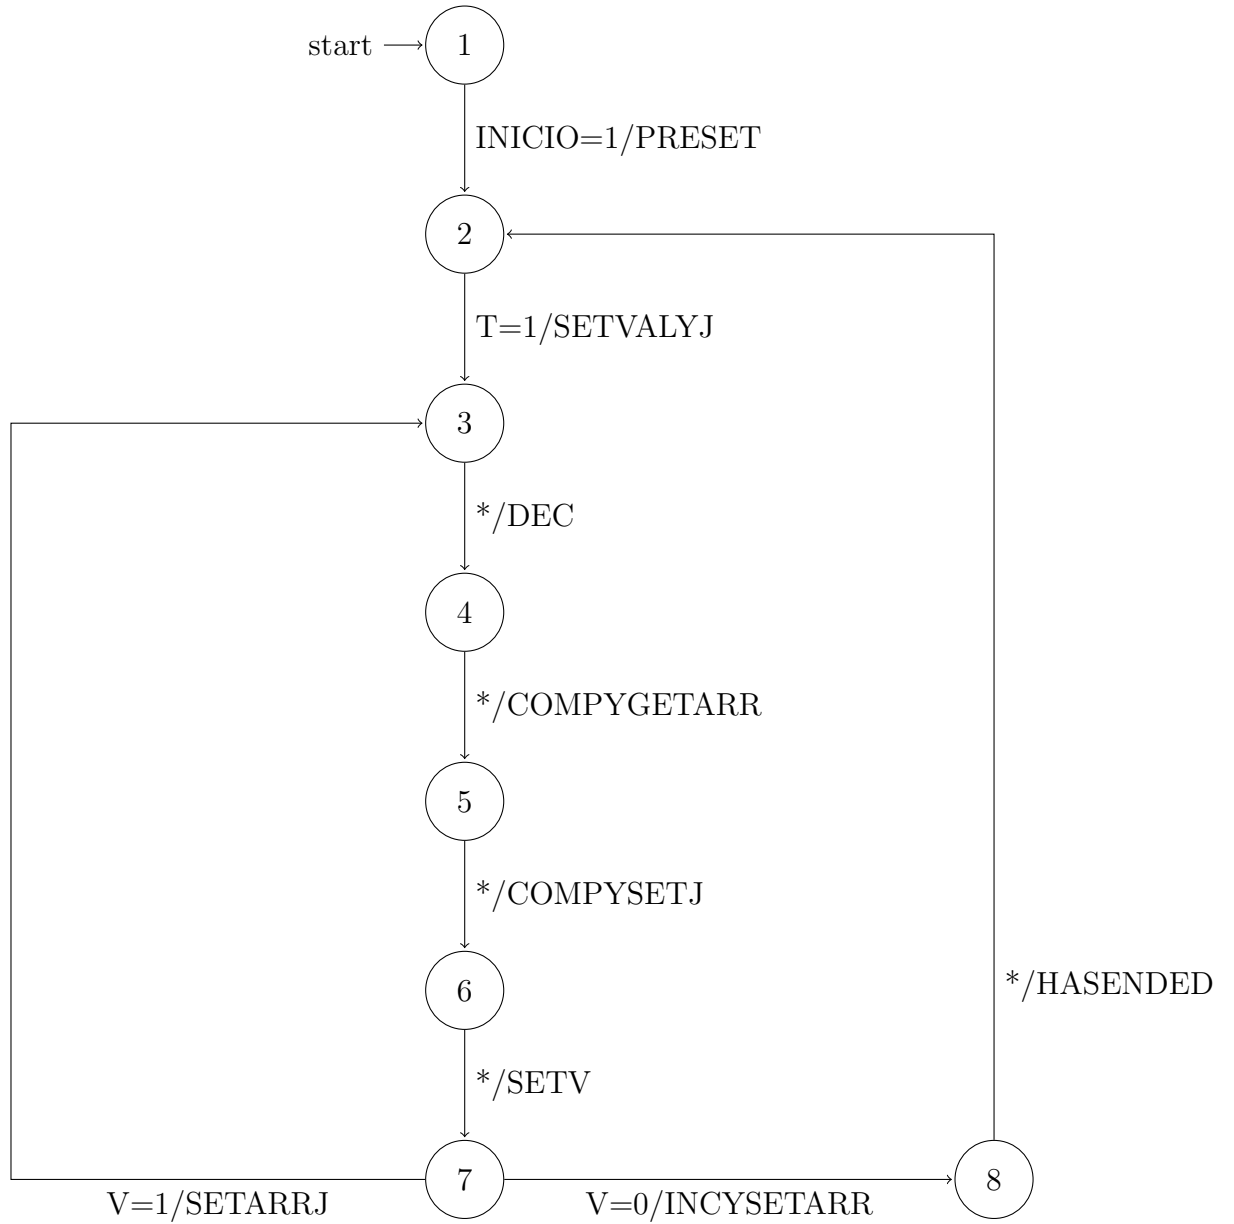 start
1
INICIO=1/PRESET
2
T=1/SETVALYJ
3
*/DEC
4
*/COMPYGETARR
5
*/COMPYSETJ
6
*/HASENDED
*/SETV
7
8
V=1/SETARRJ
V=0/INCYSETARR